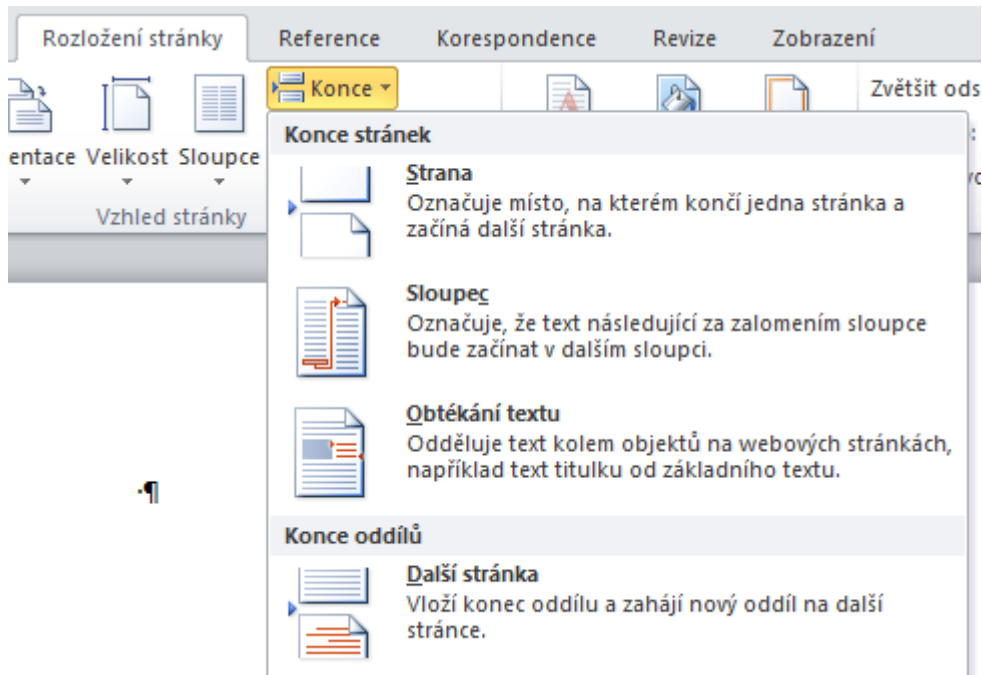 Rozložení stránky Reference Korespondence Revize Zobrazení
Konce Zvětšit ods
entace Velikost Sloupce
Vzhled stránky
Konce stránek
Strana
Označuje místo, na kterém končí jedna stránka a
začíná další stránka.
Sloupec
Označuje, že text následující za zalomením sloupce
bude začínat v dalším sloupci.
Obtékání textu
Odděluje text kolem objektů na webových stránkách,
například text titulku od základního textu.
·¶
Konce oddílů
Další stránka
Vloží konec oddílu a zahájí nový oddíl na další
stránce.